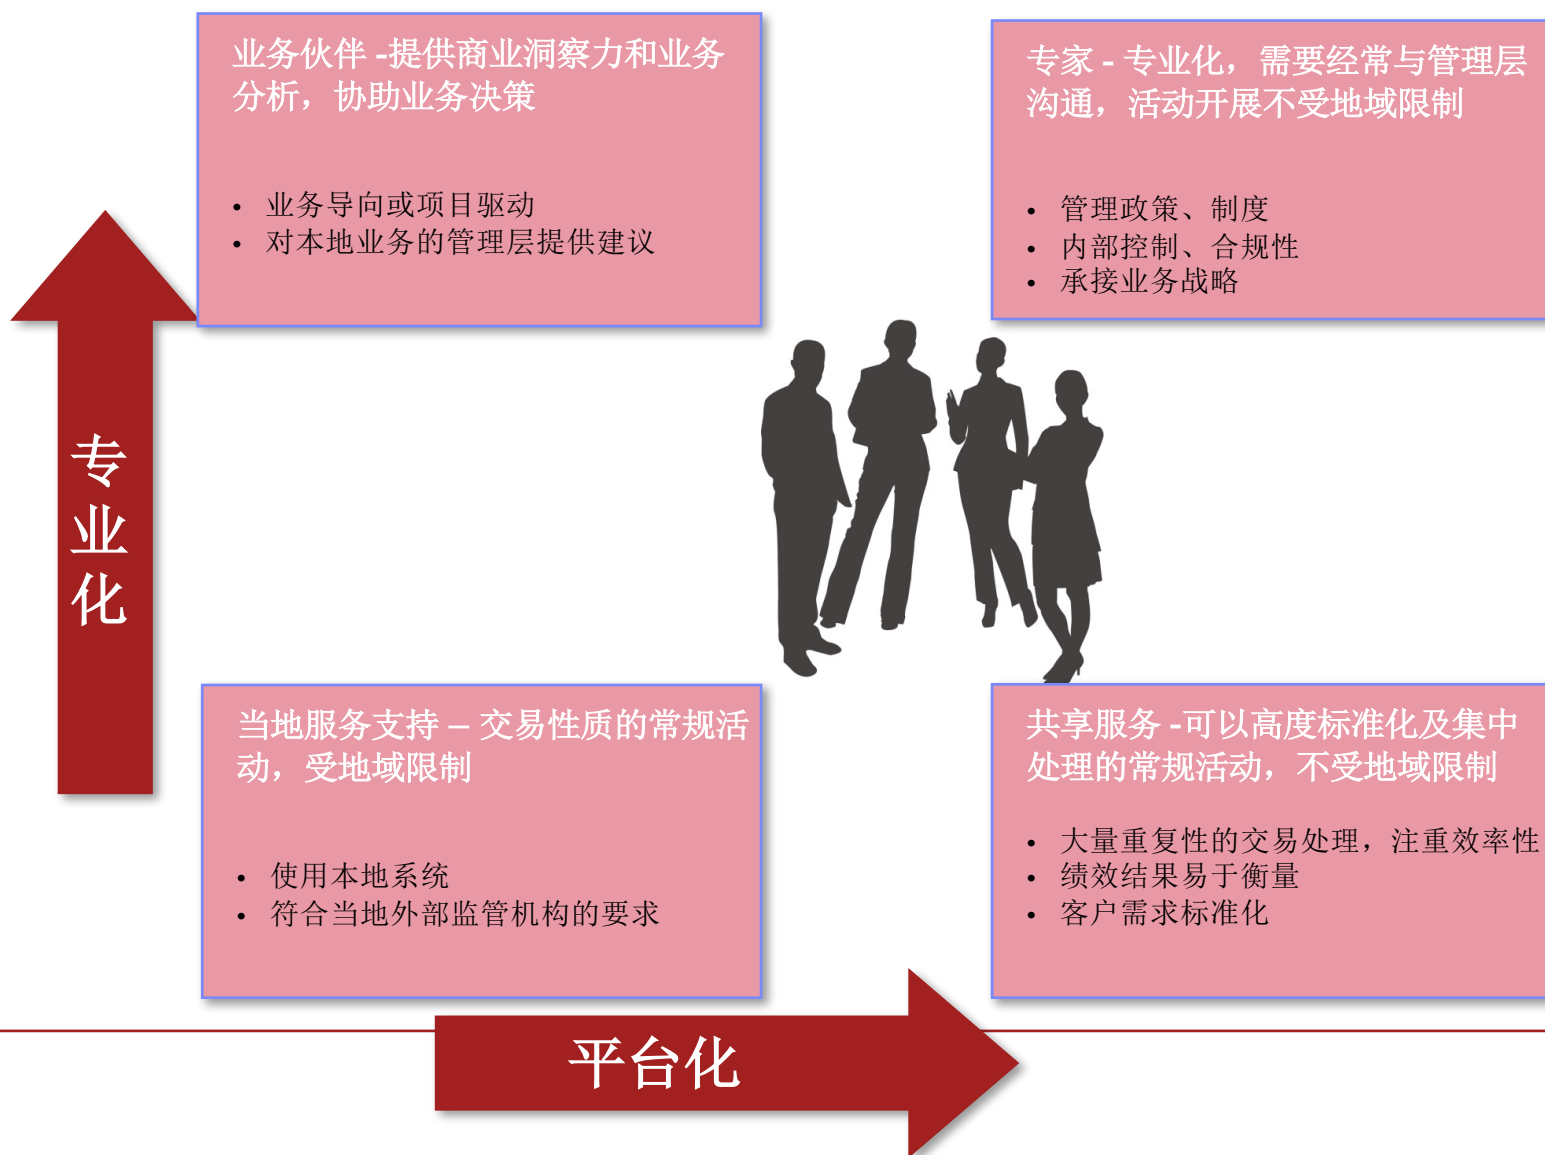 业务伙伴 -提供商业洞察力和业务
分析，协助业务决策
• 业务导向或项目驱动
• 对本地业务的管理层提供建议
专家 - 专业化，需要经常与管理层
沟通，活动开展不受地域限制
• 管理政策、制度
• 内部控制、合规性
• 承接业务战略
专
业
化
当地服务支持 – 交易性质的常规活
动，受地域限制
• 使用本地系统
• 符合当地外部监管机构的要求
共享服务 -可以高度标准化及集中
处理的常规活动，不受地域限制
• 大量重复性的交易处理，注重效率性
• 绩效结果易于衡量
• 客户需求标准化
平台化